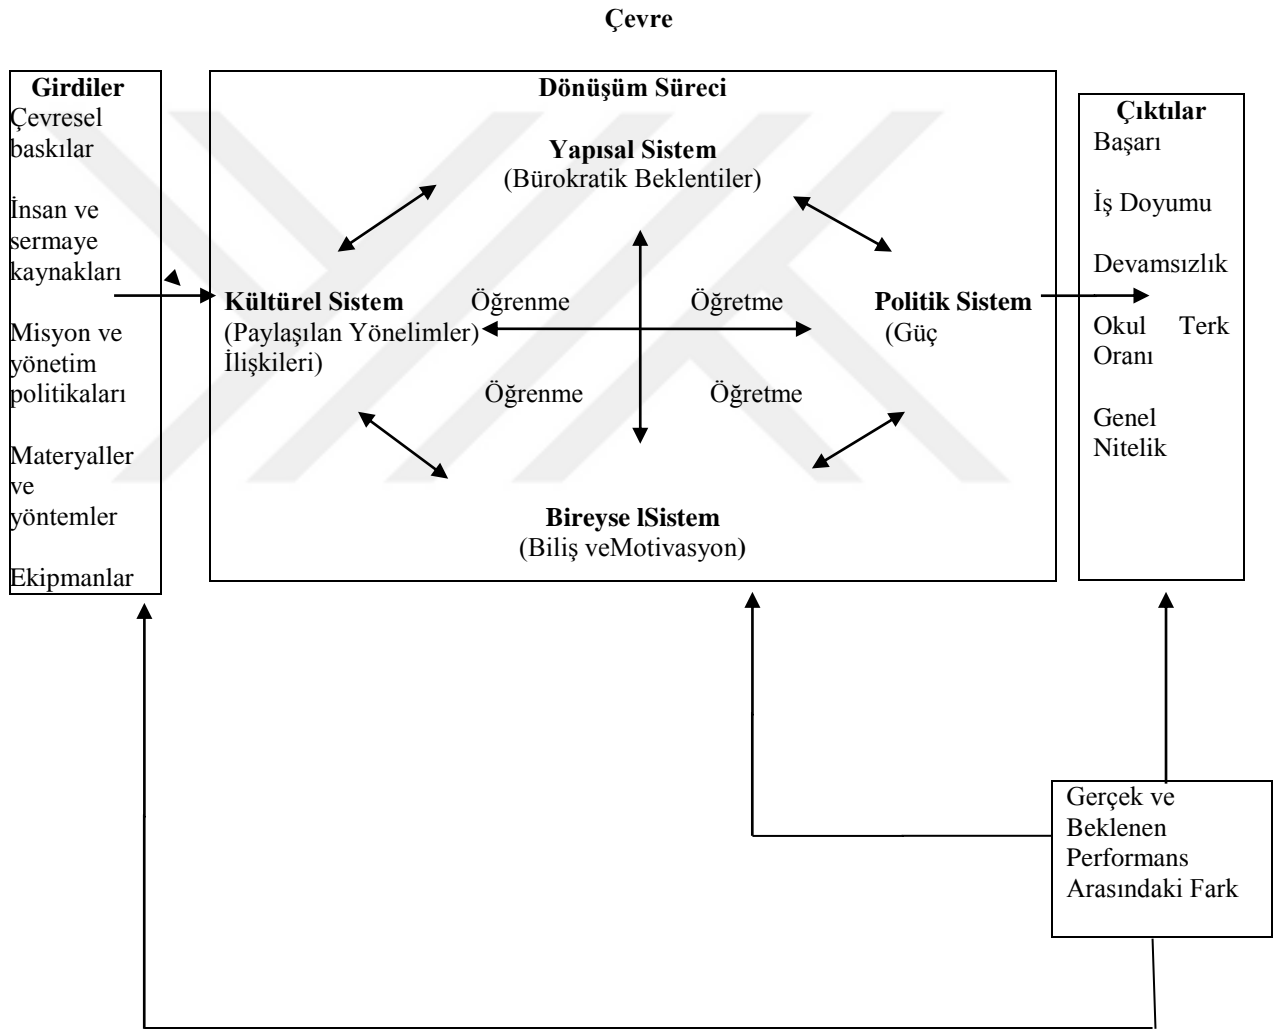 Çevre
Girdiler
Çevresel
baskılar
İnsan ve
sermaye
kaynakları
Misyon ve
yönetim
politikaları
Materyaller
ve
yöntemler
Ekipmanlar
Dönüşüm Süreci
Yapısal Sistem
(Bürokratik Beklentiler)
Kültürel Sistem
(Paylaşılan Yönelimler)
İlişkileri)
Öğrenme
Öğretme
Politik Sistem
(Güç
Öğrenme
Öğretme
Bireyse lSistem
(Biliş veMotivasyon)
Çıktılar
Başarı
İş Doyumu
Devamsızlık
Okul Terk
Oranı
Genel
Nitelik
Gerçek ve
Beklenen
Performans
Arasındaki Fark